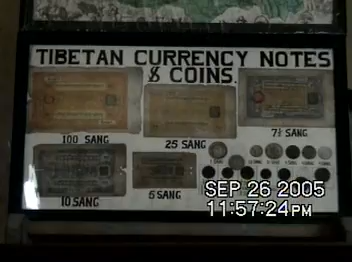 TIBETAN CURRENCY NOTES
& COINS.
100 SANG
25 SANG
7½ SANG
10 SANG
5 SANG
SEP 26 2005
11:57:24PM